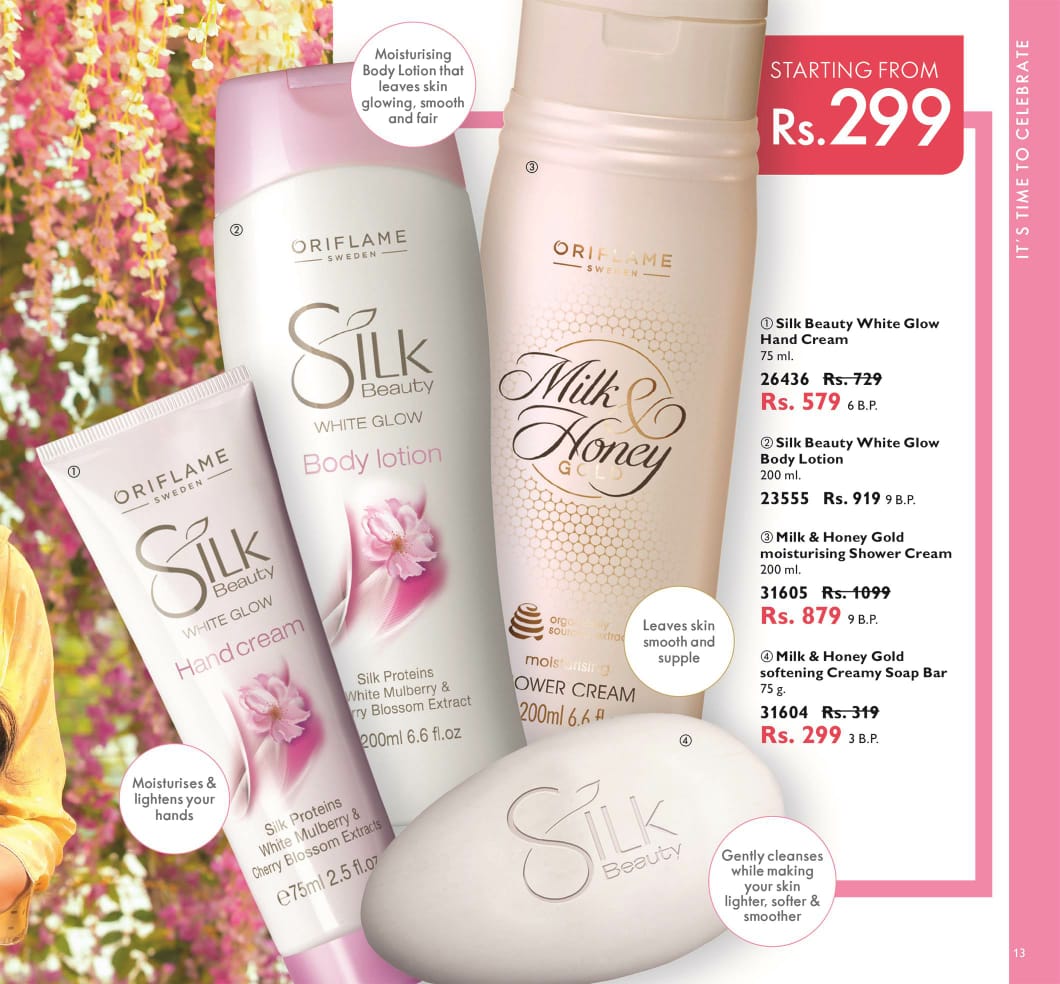 Moisturising
Body Lotion that
leaves skin
glowing, smooth
and fair
STARTING FROM
Rs.299
IT'S TIME TO CELEBRATE
③
②
ORIFLAME
SWEDEN
SILK
Beauty
WHITE GLOW
Body lotion
Silk Proteins
White Mulberry &
Cherry Blossom Extract
200ml 6.6 fl.oz
ORIFLAME
SWEDEN
Milk &
Honey
GOLD
moisturising
SHOWER CREAM
200ml 6.6 fl.
Leaves skin
smooth and
supple
①
ORIFLAME
SWEDEN
SILK
Beauty
WHITE GLOW
Hand cream
Silk Proteins
White Mulberry &
Cherry Blossom Extracts
e75ml 2.5 fl.oz
Moisturises &
lightens your
hands
④
SILK
Beauty
Gently cleanses
while making
your skin
lighter, softer &
smoother
① Silk Beauty White Glow
Hand Cream
75 ml.
26436 Rs. 729
Rs. 579 6 B.P.
② Silk Beauty White Glow
Body Lotion
200 ml.
23555 Rs. 919 9 B.P.
③ Milk & Honey Gold
moisturising Shower Cream
200 ml.
31605 Rs. 1099
Rs. 879 9 B.P.
④ Milk & Honey Gold
softening Creamy Soap Bar
75 g.
31604 Rs. 319
Rs. 299 3 B.P.
13